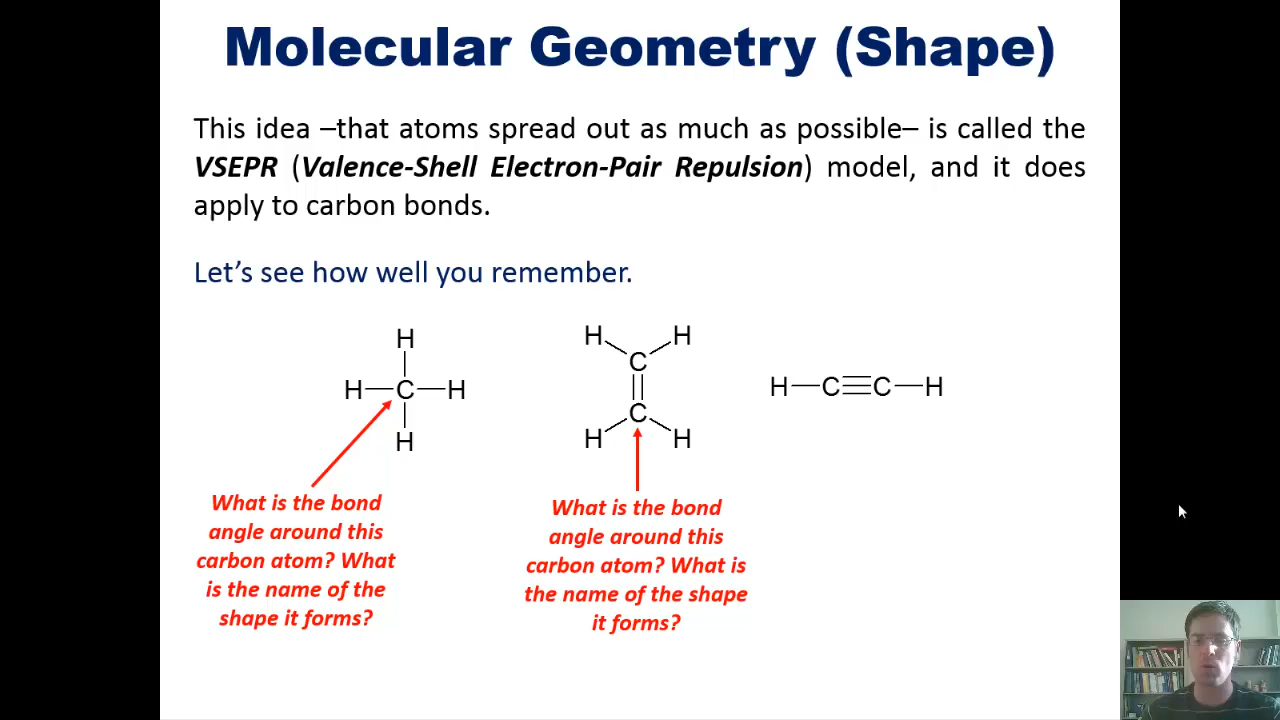 Molecular Geometry (Shape)
This idea –that atoms spread out as much as possible– is called the
VSEPR (Valence-Shell Electron-Pair Repulsion) model, and it does
apply to carbon bonds.
Let’s see how well you remember.
H
H C H
H
H H
C
C
H H
H C C H
What is the bond
angle around this
carbon atom? What
is the name of the
shape it forms?
What is the bond
angle around this
carbon atom? What is
the name of the shape
it forms?